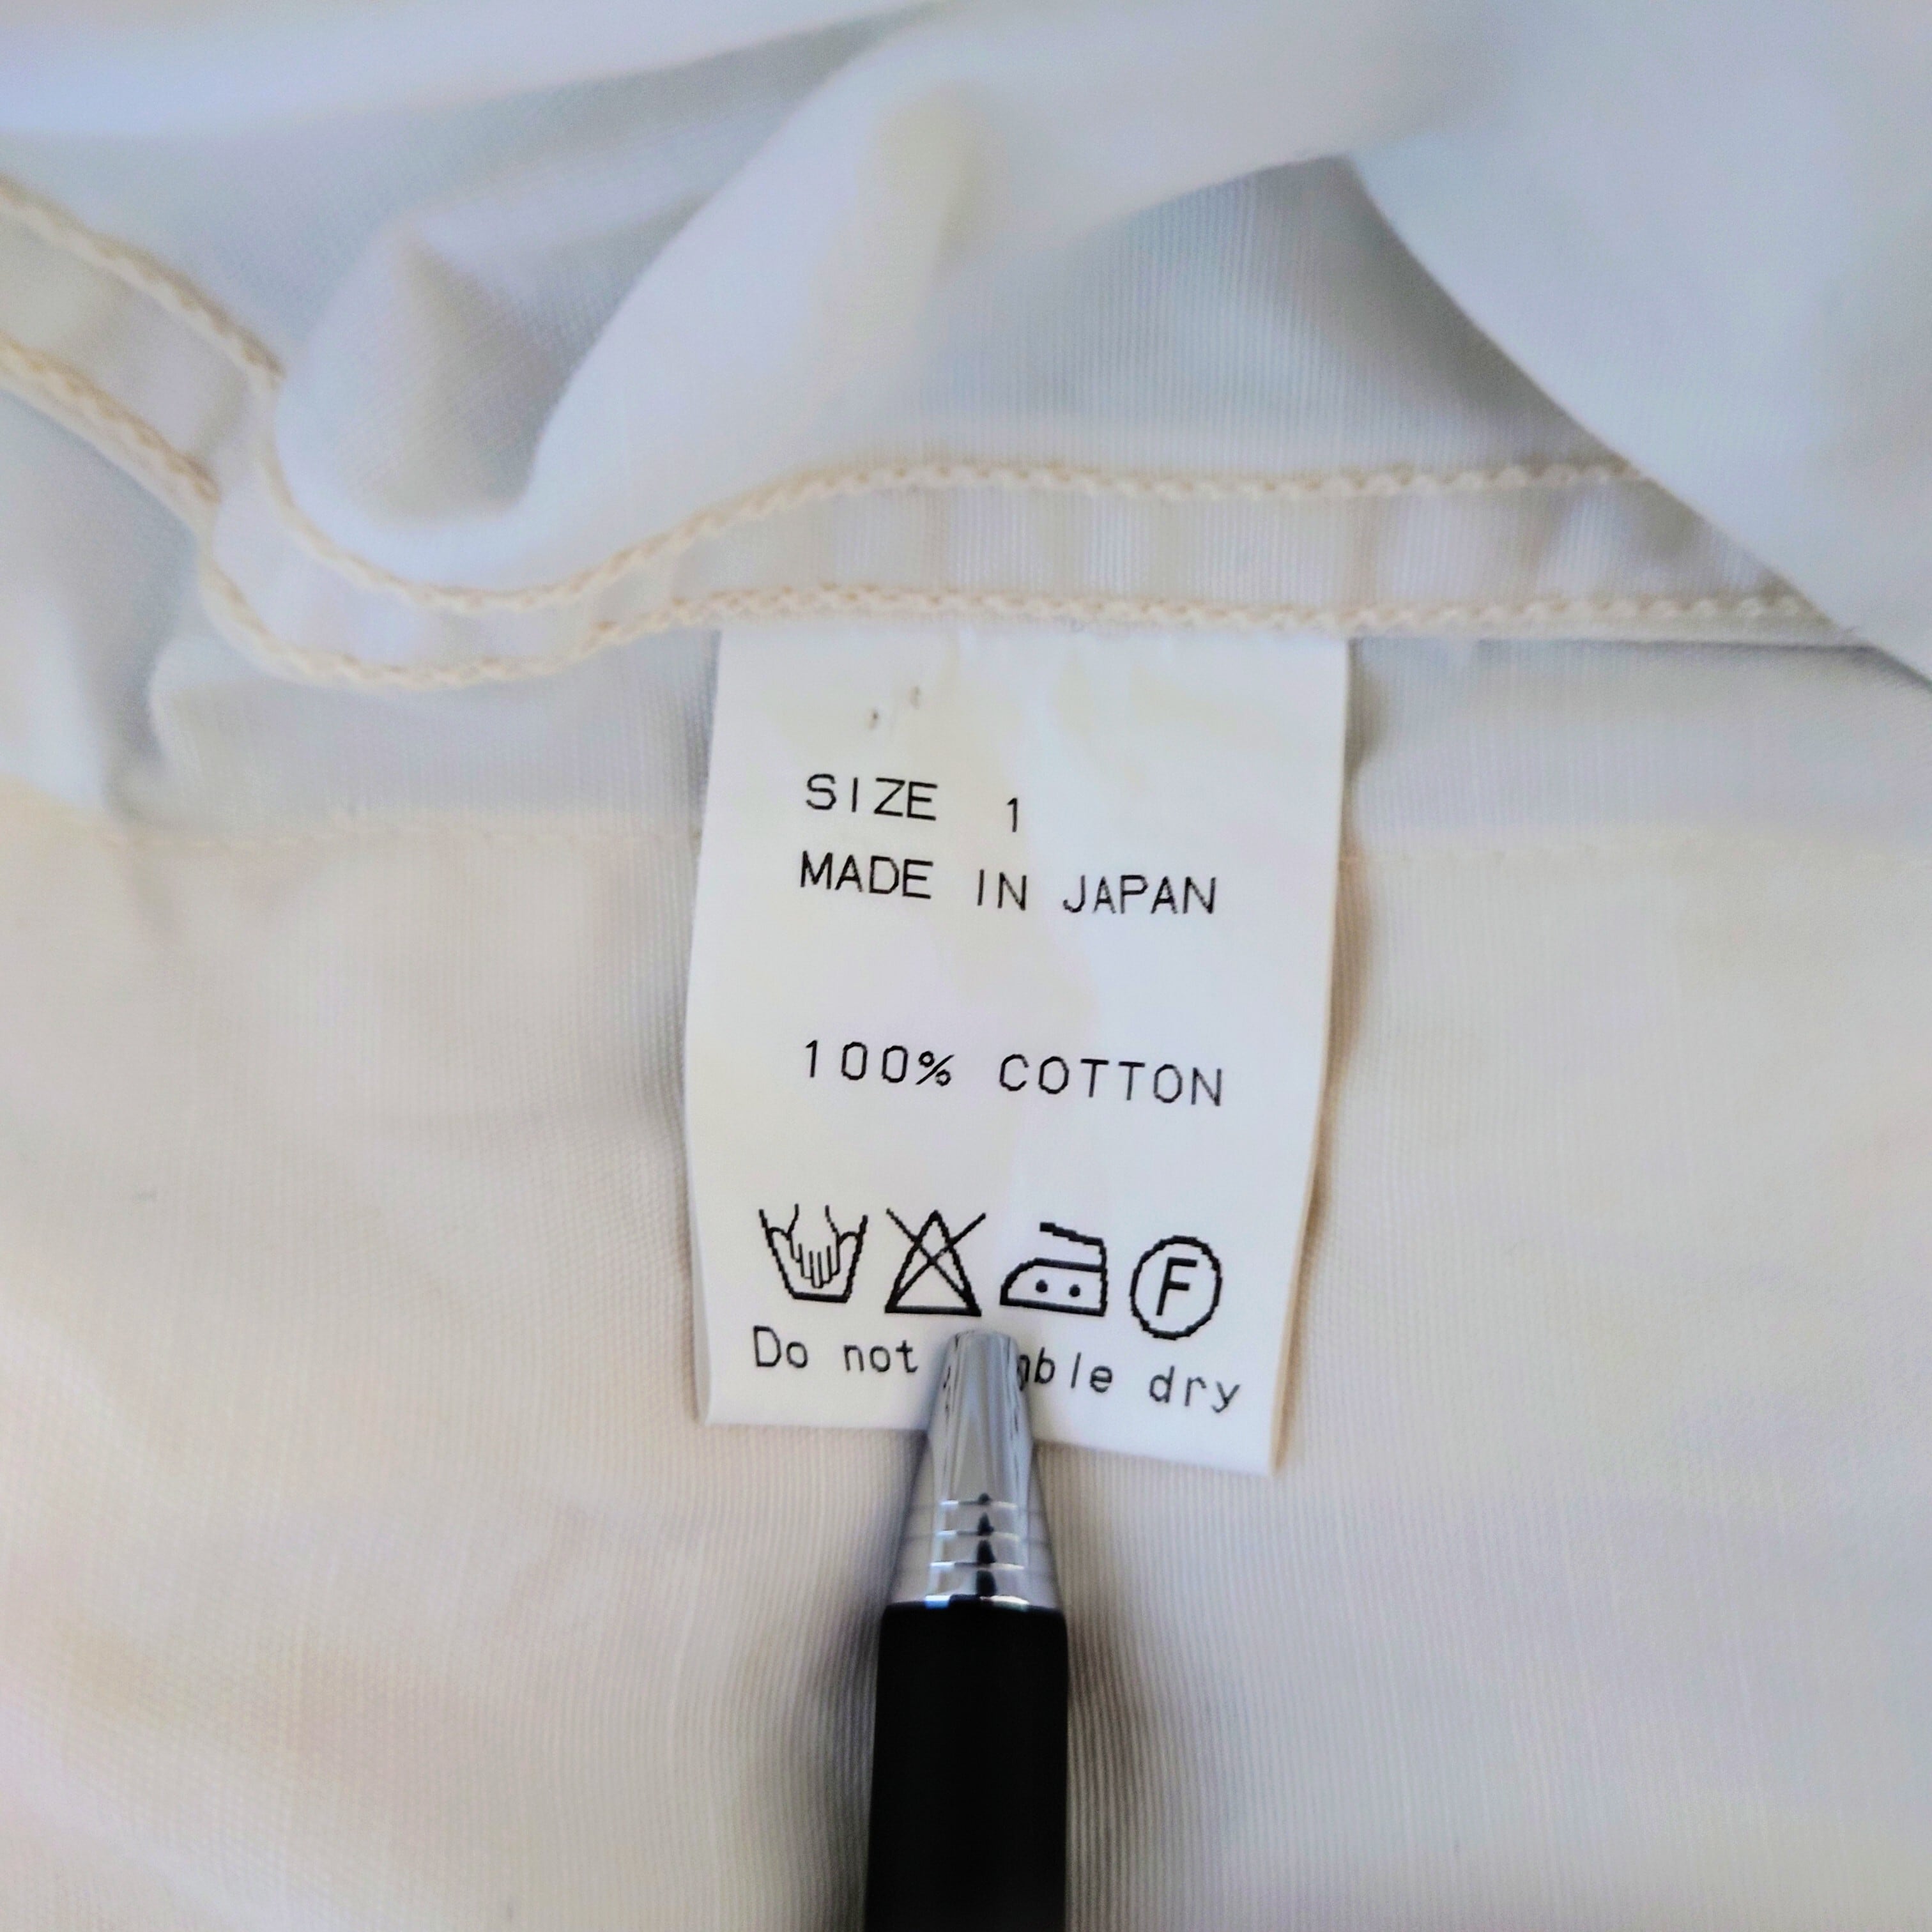 SIZE 1
MADE IN JAPAN
100% COTTON
F
Do not dry